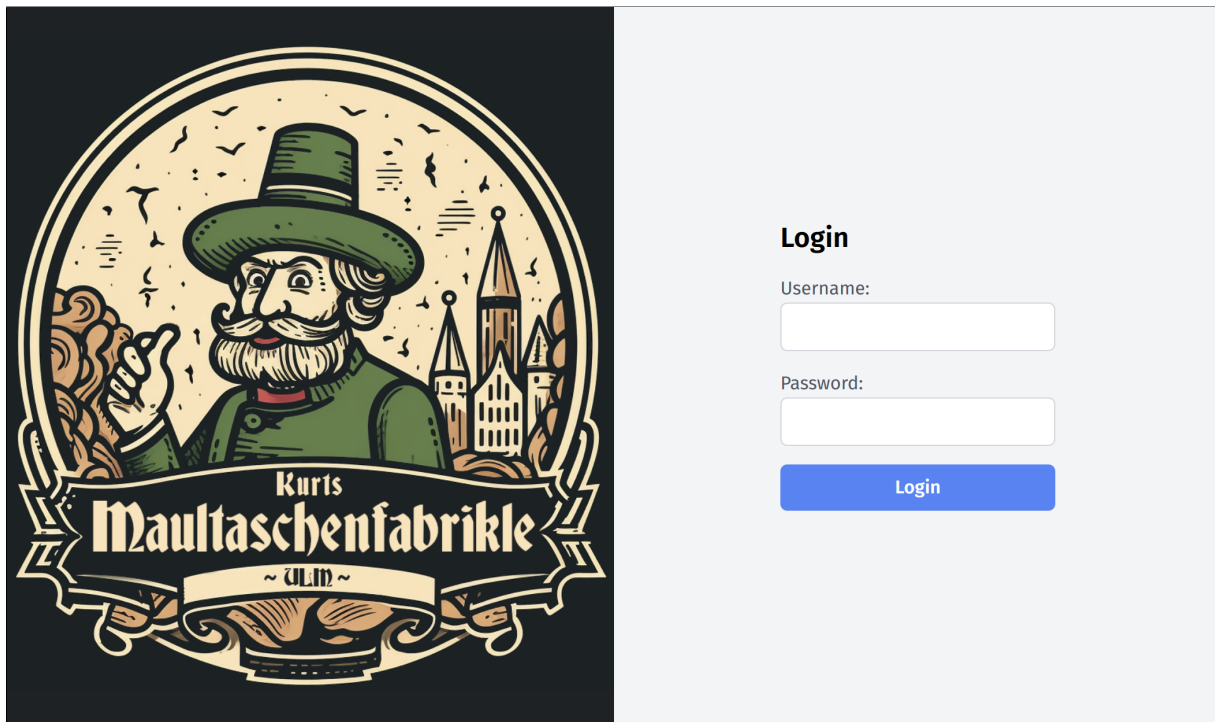 Kurts
Maultaschenfabrikle
~ ULM ~
Login
Username:
Password:
Login